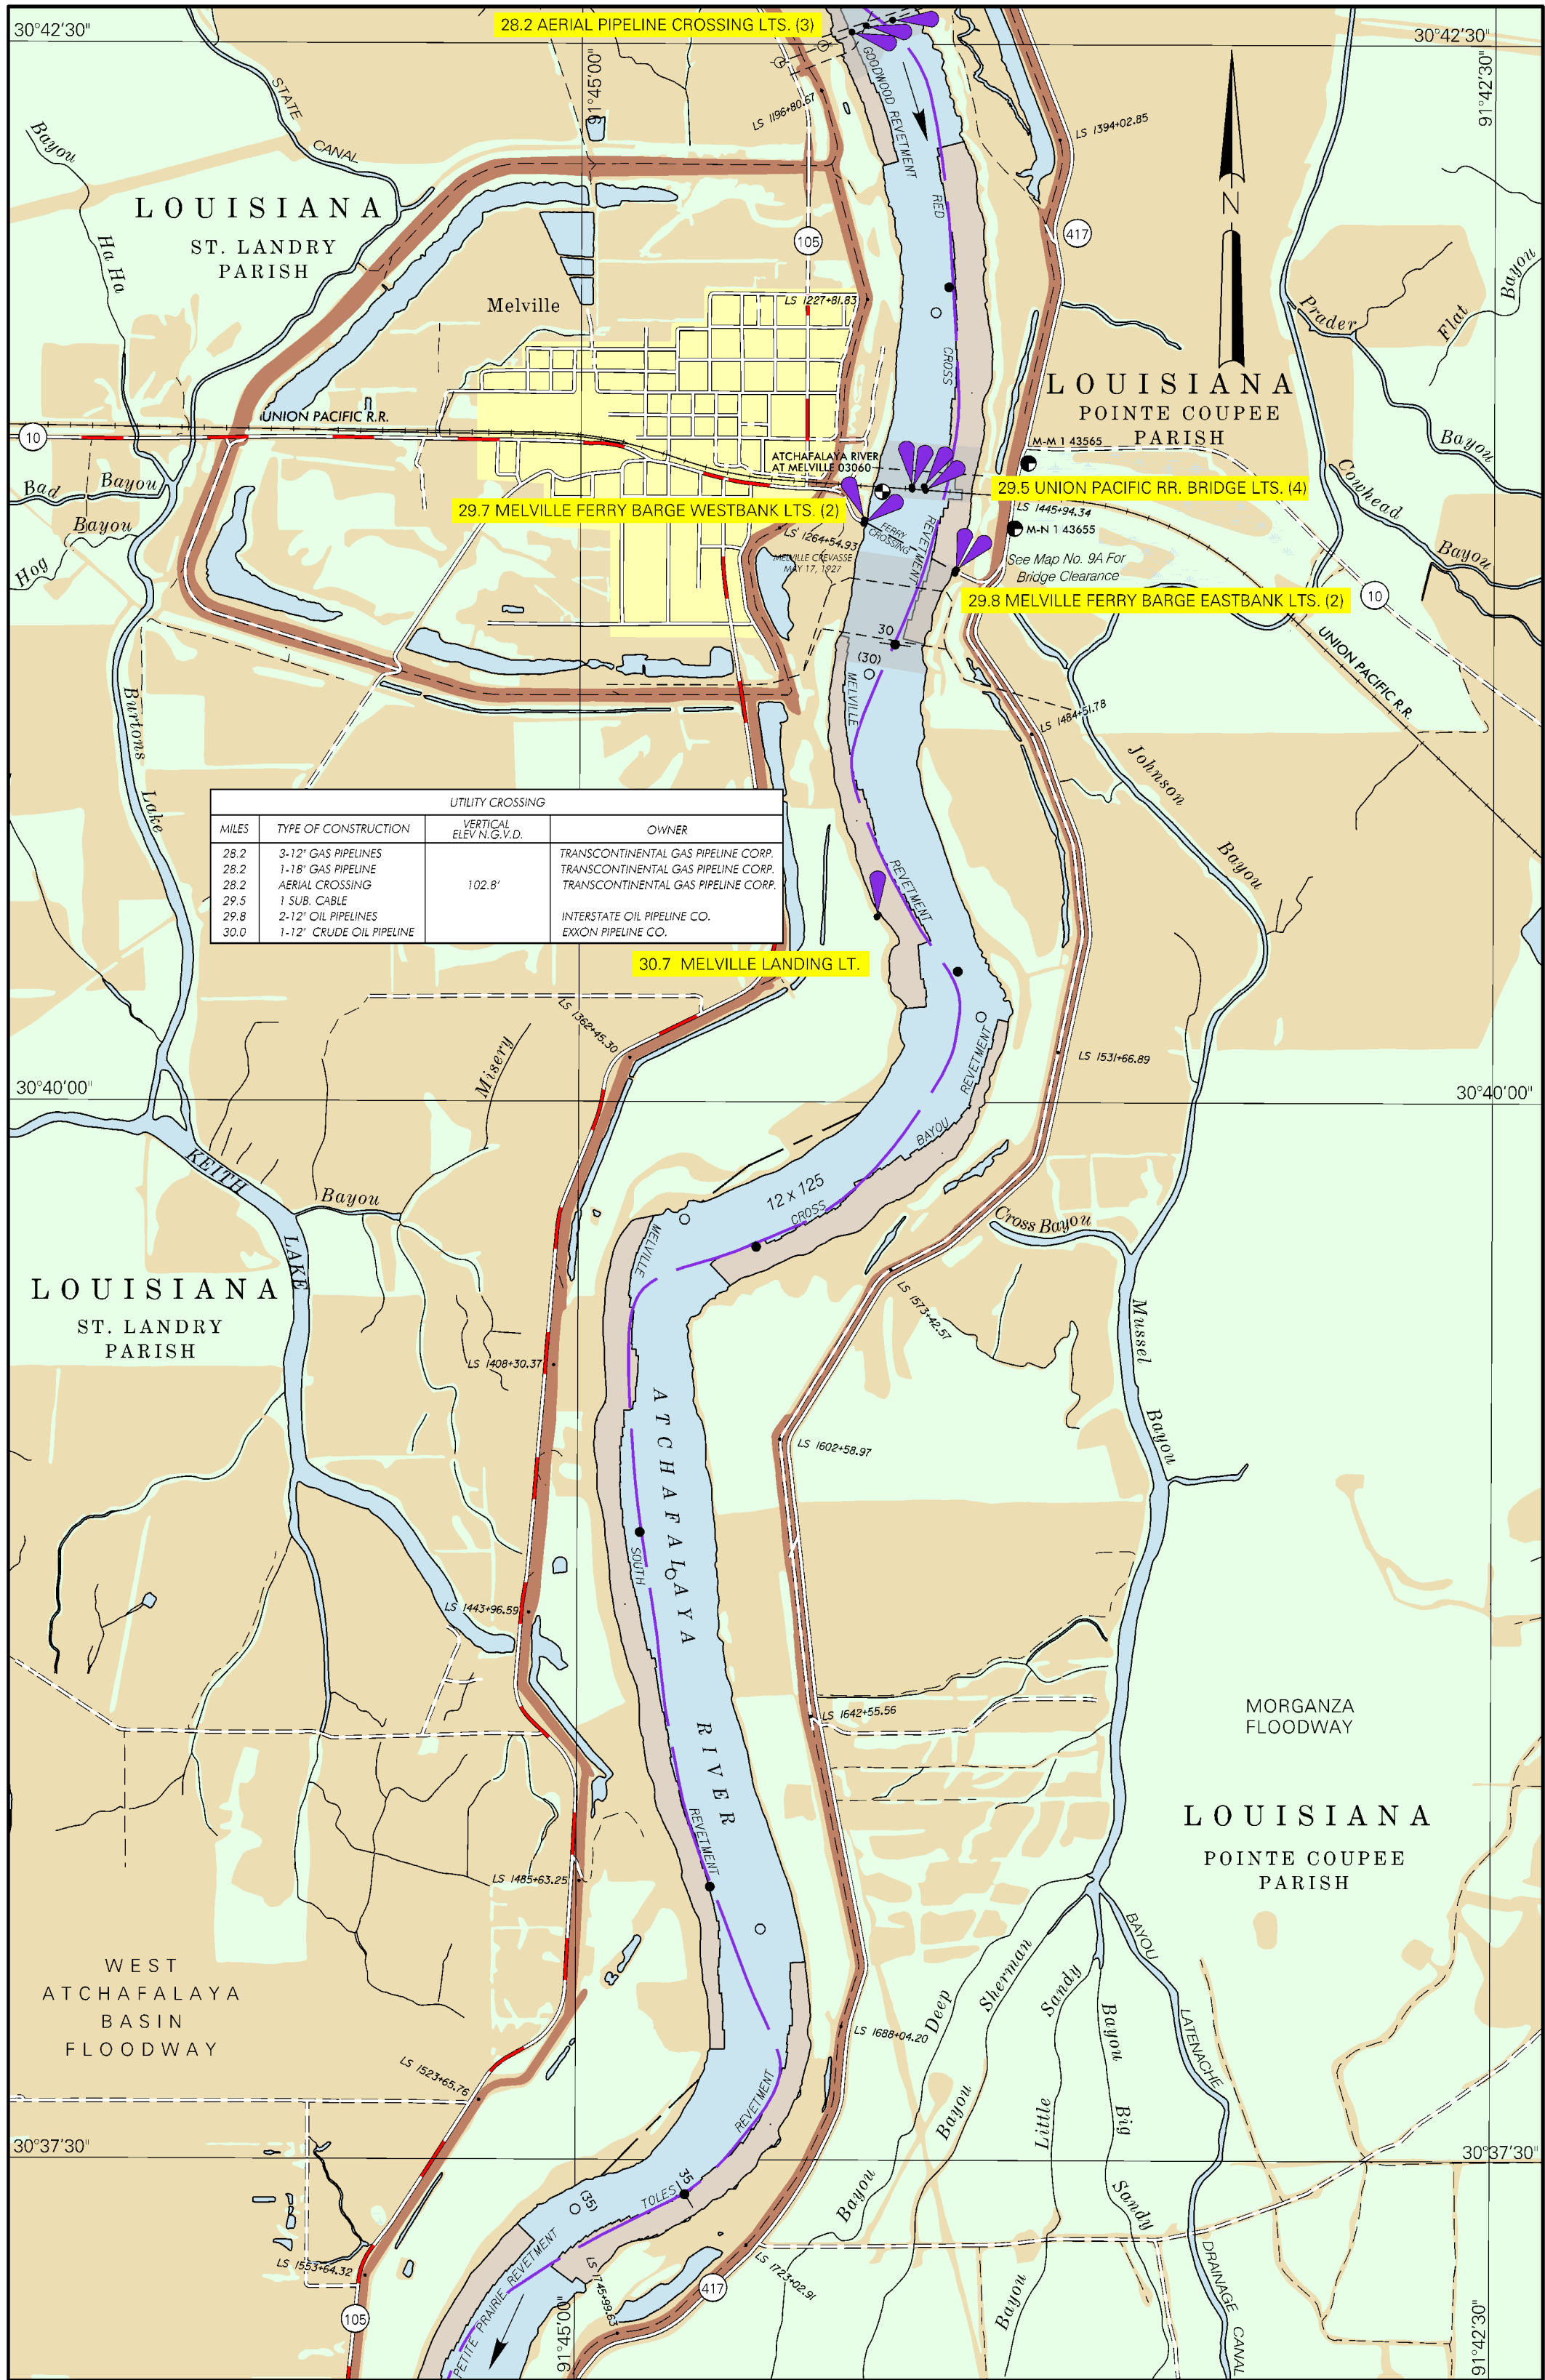 28.2 AERIAL PIPELINE CROSSING LTS. (3)
30°42'30"
30°42'30"
91°45'00"
91°42'30"
GOODWOOD REVETMENT
LS 1196+80.67
LS 1394+02.85
STATE
CANAL
Bayou
Ha Ha
LOUISIANA
ST. LANDRY
PARISH
105
417
N
RED
CROSS
REVETMENT
Melville
LS 1227+81.83
Prader
Bayou
Flat
Bayou
LOUISIANA
POINTE COUPEE
PARISH
UNION PACIFIC R.R.
10
M-M 1 43565
ATCHAFALAYA RIVER
AT MELVILLE 03060
29.5 UNION PACIFIC RR. BRIDGE LTS. (4)
29.7 MELVILLE FERRY BARGE WESTBANK LTS. (2)
LS 1445+94.34
M-N 1 43655
Cowhead
Bayou
Bad Bayou
Hog
Bayou
LS 1264+54.93
FERRY
CROSSING
MELVILLE CREVASSE
MAY 17, 1927
See Map No. 9A For
Bridge Clearance
29.8 MELVILLE FERRY BARGE EASTBANK LTS. (2)
10
UNION PACIFIC R.R.
30
(30)
MELVILLE
REVETMENT
LS 1484+51.78
Johnson
Bayou
Burtons
Lake
UTILITY CROSSING
MILES TYPE OF CONSTRUCTION VERTICAL ELEV N.G.V.D. OWNER
28.2 3-12" GAS PIPELINES TRANSCONTINENTAL GAS PIPELINE CORP.
28.2 1-18" GAS PIPELINE TRANSCONTINENTAL GAS PIPELINE CORP.
28.2 AERIAL CROSSING 102.8' TRANSCONTINENTAL GAS PIPELINE CORP.
29.5 1 SUB. CABLE
29.8 2-12" OIL PIPELINES INTERSTATE OIL PIPELINE CO.
30.0 1-12" CRUDE OIL PIPELINE EXXON PIPELINE CO.
30.7 MELVILLE LANDING LT.
LS 1362+45.30
LS 1531+66.89
Misery
Bayou
30°40'00"
30°40'00"
KEITH
LAKE
CROSS
BAYOU
REVETMENT
12 x 125
Cross Bayou
LS 1573+42.57
LOUISIANA
ST. LANDRY
PARISH
Mussel
Bayou
LS 1408+30.37
MELVILLE
SOUTH
REVETMENT
ATCHAFALAYA
RIVER
LS 1602+58.97
LS 1443+96.59
LS 1642+55.56
MORGANZA
FLOODWAY
LOUISIANA
POINTE COUPEE
PARISH
LS 1485+63.25
WEST
ATCHAFALAYA
BASIN
FLOODWAY
LS 1688+04.20
Bayou
Deep
Bayou
Sherman
Bayou
Little
Sandy
Bayou
Big
Sandy
BAYOU
LATENACHE
DRAINAGE
CANAL
LS 1523+65.76
30°37'30"
30°37'30"
TOLES
REVETMENT
35
(35)
LS 1553+64.32
PETITE PRAIRIE REVETMENT
LS 1745+99.63
LS 1723+02.91
417
105
91°45'00"
91°42'30"